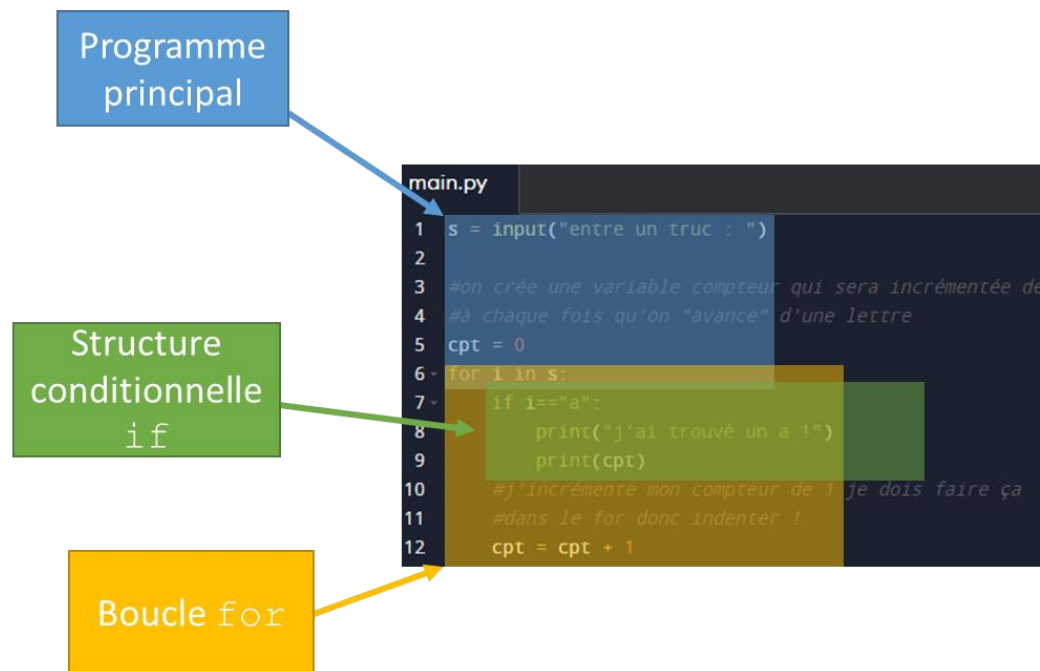 Programme
principal
main.py
1 s = input("entre un truc : ")
2
3 #on crée une variable compteur qui sera incrémentée de
4 #à chaque fois qu'on "avance" d'une lettre
5 cpt = 0
6 for i in s:
7 if i=="a":
8 print("j'ai trouvé un a !")
9 print(cpt)
10 #j'incrémente mon compteur de 1 je dois faire ça
11 #dans le for donc indenter !
12 cpt = cpt + 1
Structure
conditionnelle
if
Boucle for